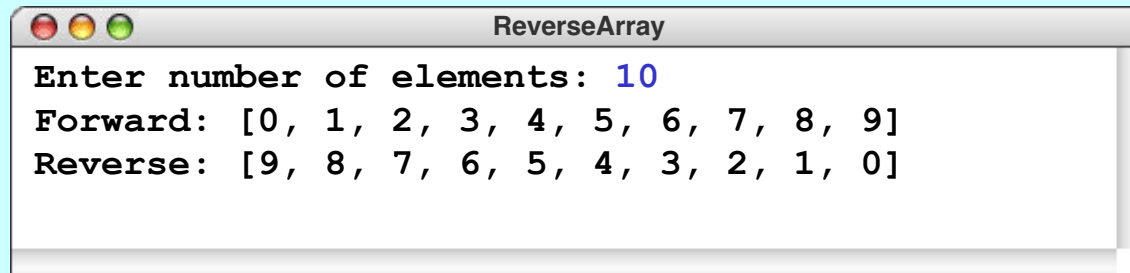 ReverseArray
Enter number of elements: 10
Forward: [0, 1, 2, 3, 4, 5, 6, 7, 8, 9]
Reverse: [9, 8, 7, 6, 5, 4, 3, 2, 1, 0]